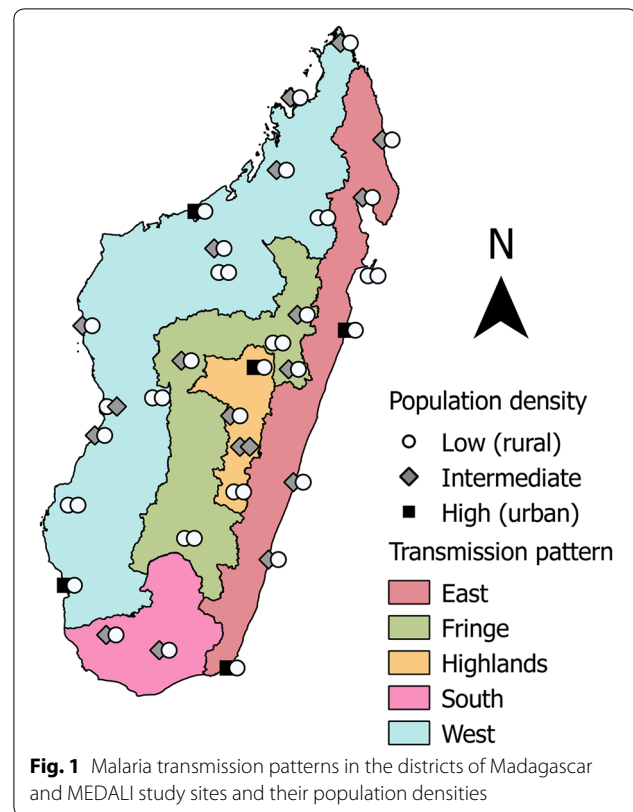 N
Population density
Low (rural)
Intermediate
High (urban)
Transmission pattern
East
Fringe
Highlands
South
West
Fig. 1 Malaria transmission patterns in the districts of Madagascar
and MEDALI study sites and their population densities